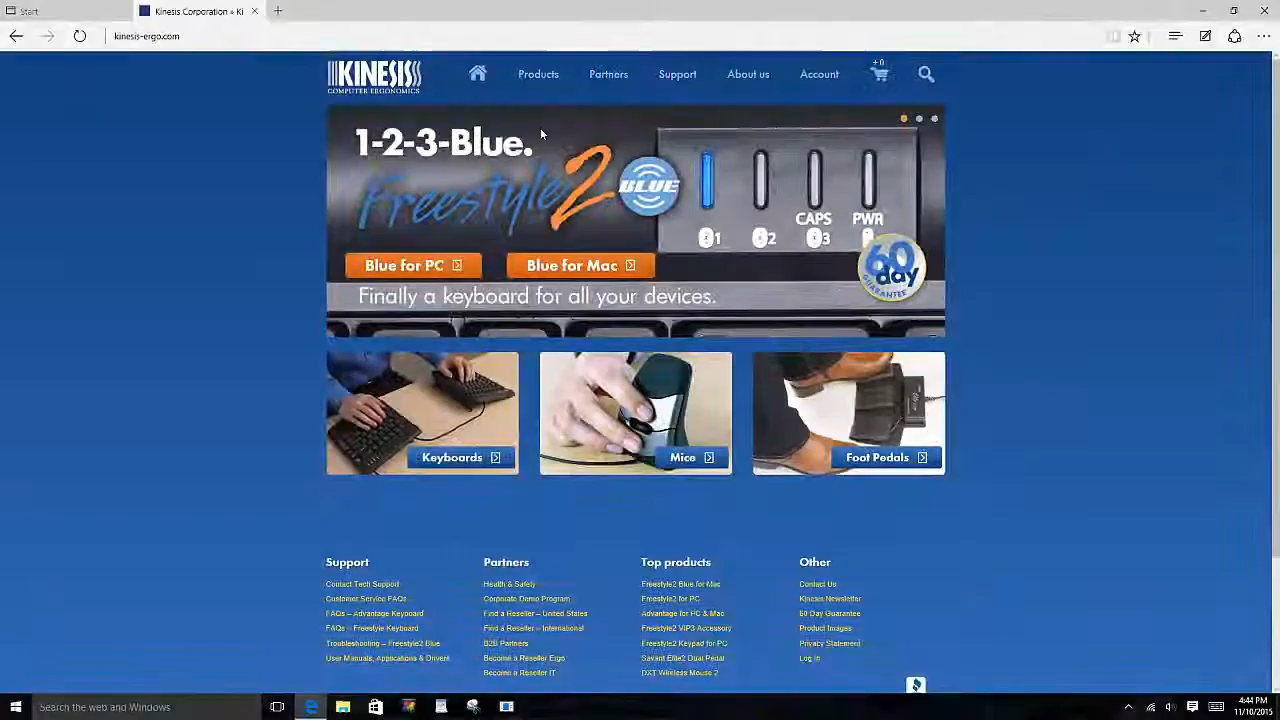 Start
Kinesis Corporation » Ki
kinesis-ergo.com
KINESIS
COMPUTER ERGONOMICS
Products
Partners
Support
About us
Account
+0
1-2-3-Blue.
Freestyle2
BLUE
CAPS
PWR
1
2
3
Blue for PC
Blue for Mac
60
day
GUARANTEE
Finally a keyboard for all your devices.
Keyboards
Mice
Foot Pedals
Support
Contact Tech Support
Customer Service FAQs
FAQs – Advantage Keyboard
FAQs – Freestyle Keyboard
Troubleshooting – Freestyle2 Blue
User Manuals, Applications & Drivers
Partners
Health & Safety
Corporate Demo Program
Find a Reseller – United States
Find a Reseller – International
B2B Partners
Become a Reseller Ergo
Become a Reseller IT
Top products
Freestyle2 Blue for Mac
Freestyle2 for PC
Advantage for PC & Mac
Freestyle2 VIP3 Accessory
Freestyle2 Keypad for PC
Savant Elite2 Dual Pedal
DXT Wireless Mouse 2
Other
Contact Us
Kinesis Newsletter
60 Day Guarantee
Product Images
Privacy Statement
Log In
Search the web and Windows
4:44 PM
11/10/2015